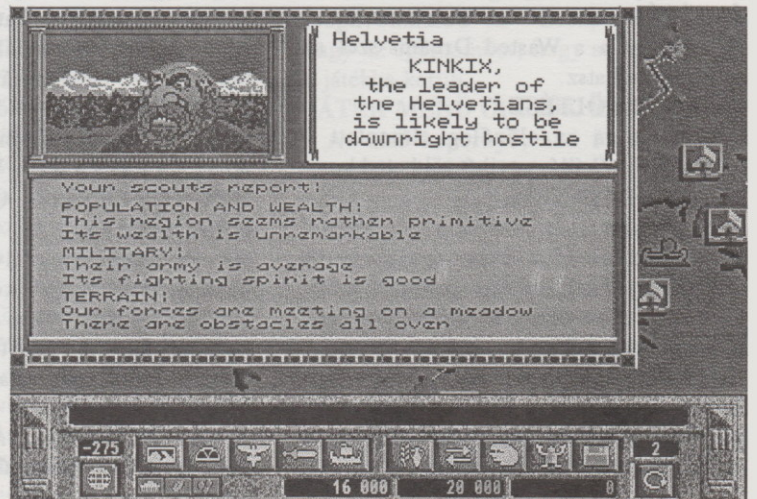 Helvetia
KINKIX,
the leader of
the Helvetians,
is likely to be
downright hostile
Your scouts report:
POPULATION AND WEALTH:
This region seems rather primitive
Its wealth is unremarkable
MILITARY:
Their army is average
Its fighting spirit is good
TERRAIN:
Our forces are meeting on a meadow
There are obstacles all over
-275
16 000
20 000
0
2